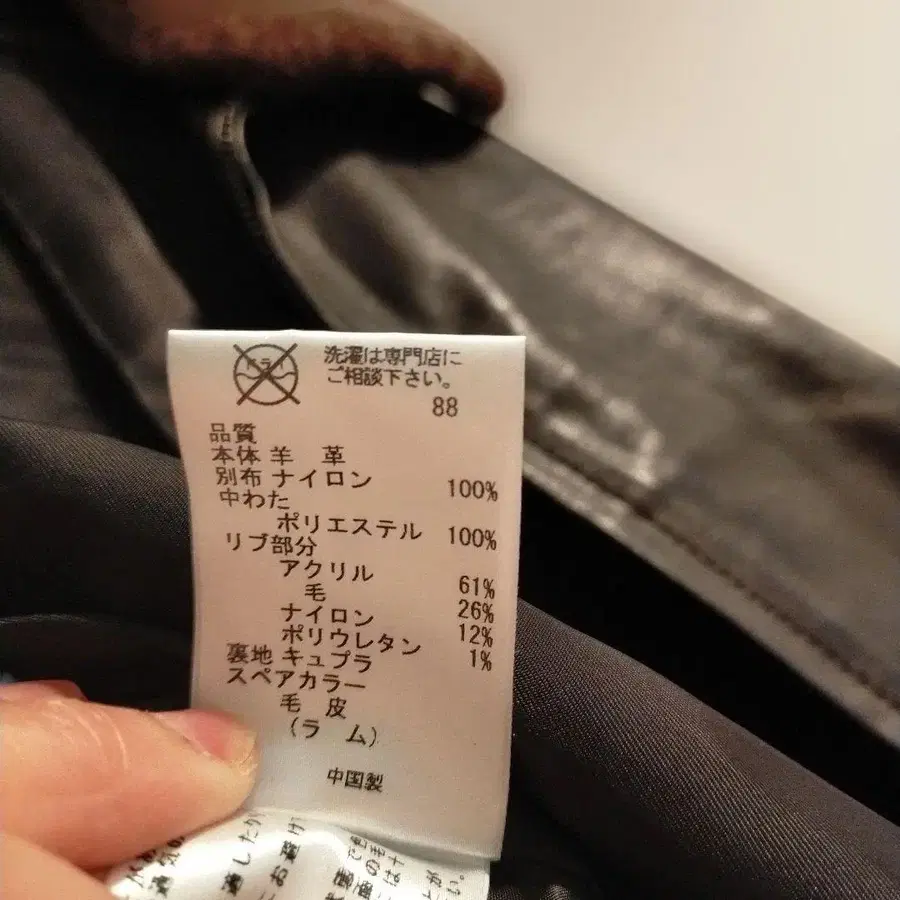 ドライ
洗濯は専門店に
ご相談下さい。
88
品質
本体 羊 革
別布 ナイロン 100%
中わた
ポリエステル 100%
リブ部分
アクリル 61%
毛 26%
ナイロン 12%
ポリウレタン 1%
裏地 キュプラ
スペアカラー
毛 皮
(ラ ム)
中国製